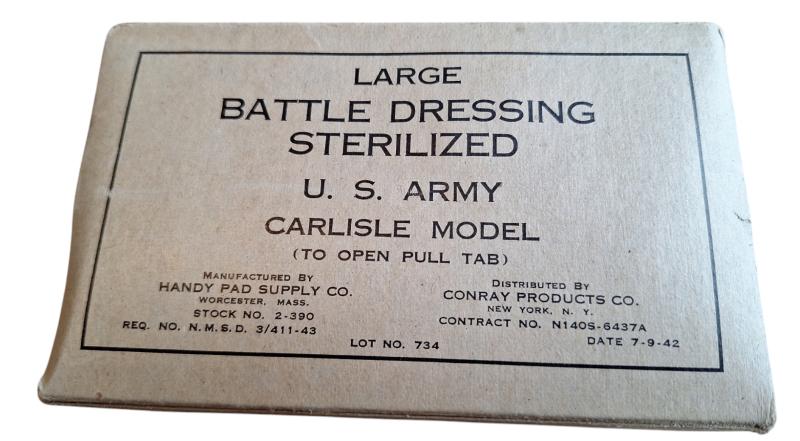 LARGE
BATTLE DRESSING
STERILIZED
U. S. ARMY
CARLISLE MODEL
(TO OPEN PULL TAB)
MANUFACTURED BY
HANDY PAD SUPPLY CO.
WORCESTER, MASS.
STOCK NO. 2-390
REQ. NO. N.M.S.D. 3/411-43
DISTRIBUTED BY
CONRAY PRODUCTS CO.
NEW YORK, N. Y.
CONTRACT NO. N140S-6437A
DATE 7-9-42
LOT NO. 734